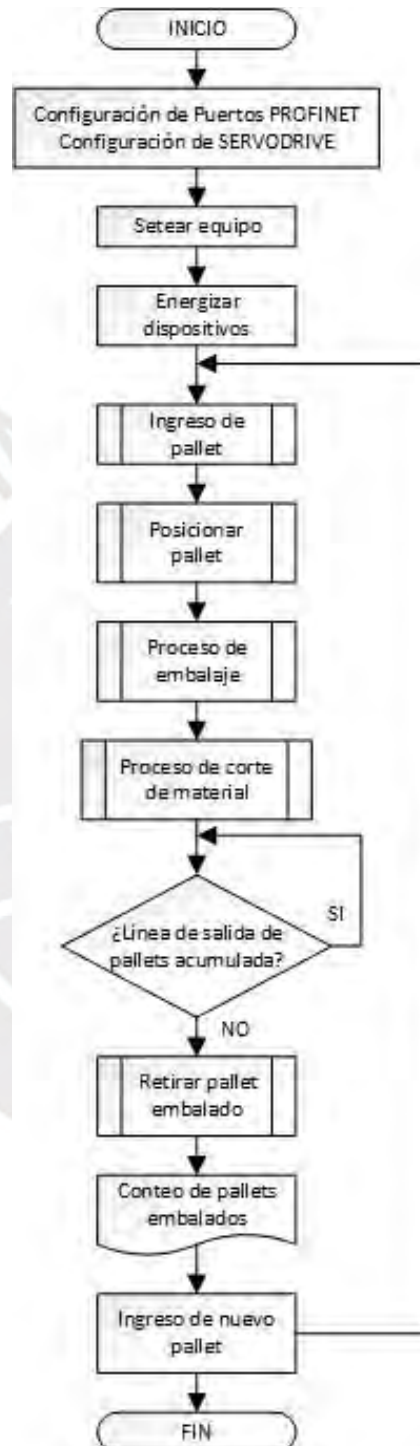 INICIO
Configuración de Puertos PROFINET
Configuración de SERVODRIVE
Setear equipo
Energizar
dispositivos
Ingreso de
pallet
Posicionar
pallet
Proceso de
embalaje
Proceso de corte
de material
SI
¿Linea de salida de
pallets acumulada?
NO
Retirar pallet
embalado
Conteo de pallets
embalados
Ingreso de nuevo
pallet
FIN